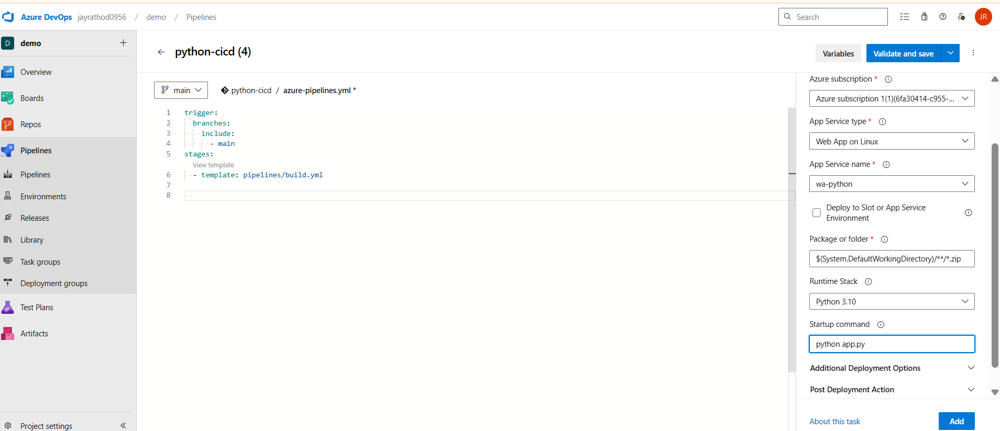 Azure DevOps jayrathod0956 / demo / Pipelines
Search
JR
D demo +
Overview
Boards
Repos
Pipelines
Pipelines
Environments
Releases
Library
Task groups
Deployment groups
Test Plans
Artifacts
Project settings
python-cicd (4)
Variables
Validate and save
main
python-cicd / azure-pipelines.yml *
1 trigger:
2 branches:
3 include:
4 - main
5 stages:
View template
6 - template: pipelines/build.yml
7
8
Azure subscription *
Azure subscription 1(1)(6fa30414-c955-...
App Service type *
Web App on Linux
App Service name *
wa-python
Deploy to Slot or App Service
Environment
Package or folder *
$(System.DefaultWorkingDirectory)/**/*.zip
Runtime Stack
Python 3.10
Startup command
python app.py
Additional Deployment Options
Post Deployment Action
About this task
Add